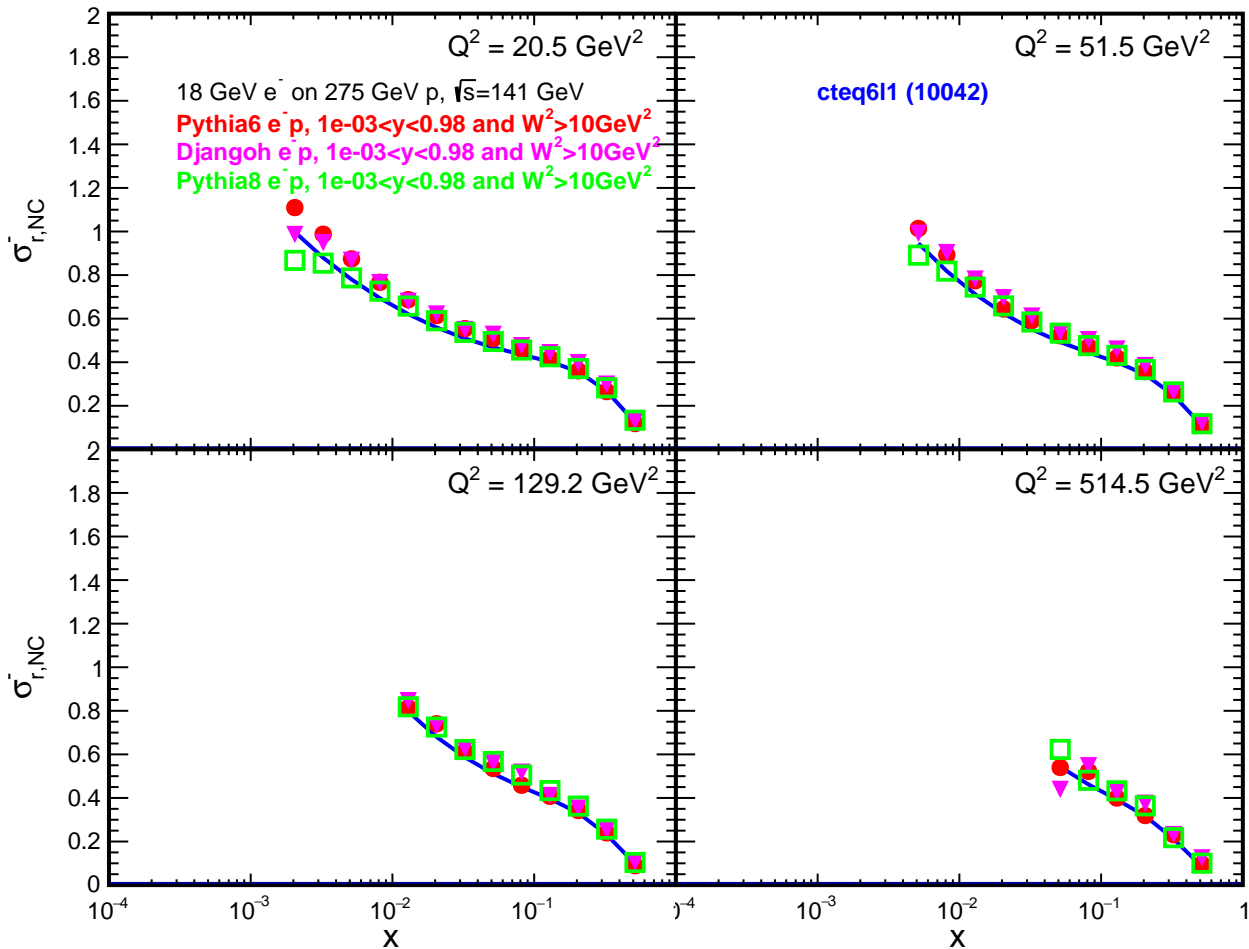 Q² = 20.5 GeV²
18 GeV e⁻ on 275 GeV p, √s=141 GeV
Pythia6 e⁻p, 1e-03<y<0.98 and W²>10GeV²
Djangoh e⁻p, 1e-03<y<0.98 and W²>10GeV²
Pythia8 e⁻p, 1e-03<y<0.98 and W²>10GeV²
σ⁻r,NC
2
1.8
1.6
1.4
1.2
1
0.8
0.6
0.4
0.2
Q² = 51.5 GeV²
cteq6l1 (10042)
Q² = 129.2 GeV²
σ⁻r,NC
2
1.8
1.6
1.4
1.2
1
0.8
0.6
0.4
0.2
0
Q² = 514.5 GeV²
10⁻⁴ 10⁻³ 10⁻² 10⁻¹
10⁻⁴ 10⁻³ 10⁻² 10⁻¹ 1
x
x